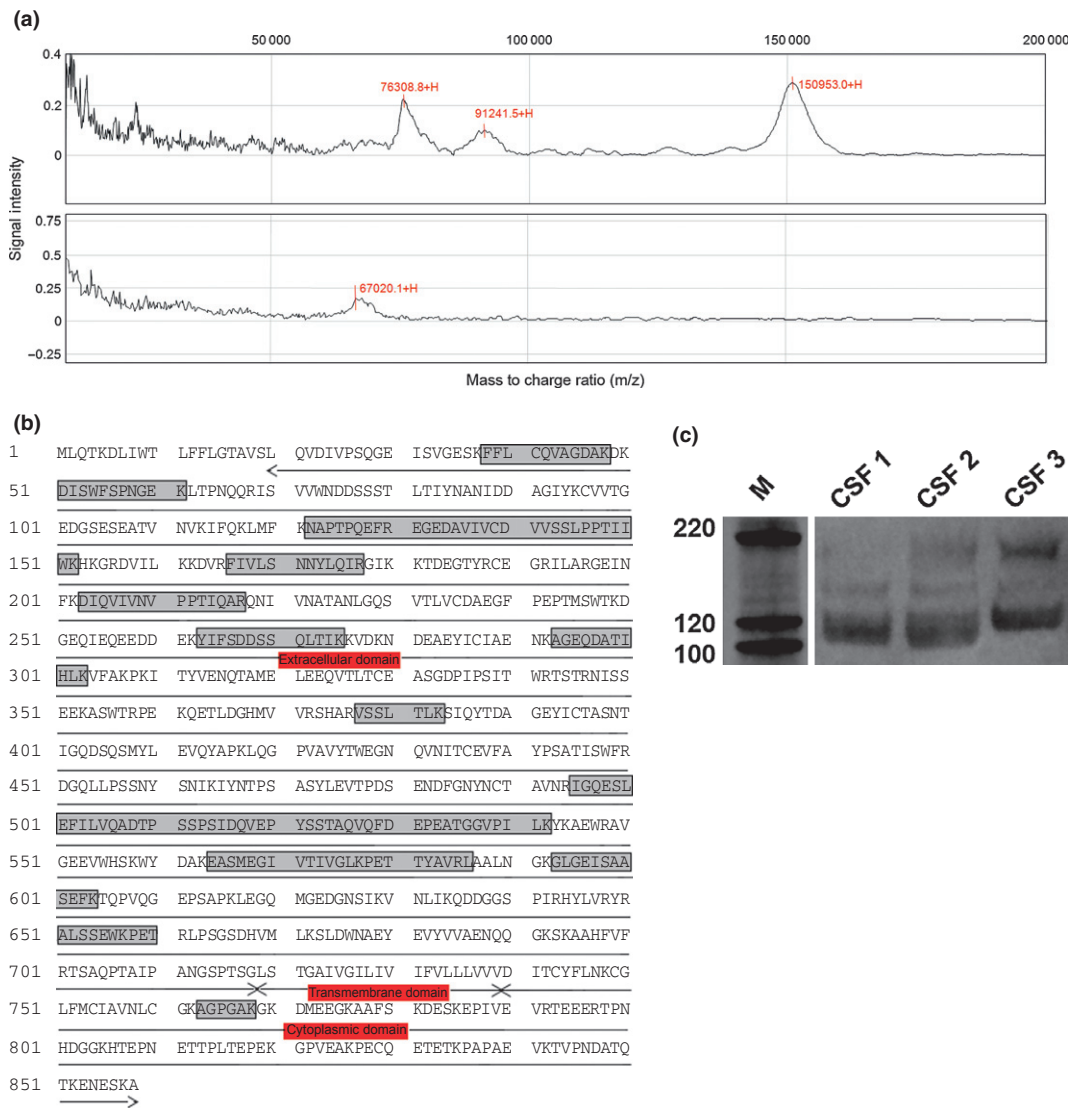 (a)
50 000 100 000 150 000 200 000
0.4
0.2
0
76308.8+H
91241.5+H
150953.0+H
Signal intensity
0.75
0.5
0.25
0
−0.25
67020.1+H
Mass to charge ratio (m/z)
(b)
1 MLQTKDLIWT LFFLGTAVSL QVDIVPSQGE ISVGESKFFL CQVAGDAKDK
51 DISWFSPNGE KLTPNQQRIS VVWNDDSSST LTIYNANIDD AGIYKCVVTG
101 EDGSESEATV NVKIFQKLMF KNAPTPQEFR EGEDAVIVCD VVSSLPPTII
151 WKHKGRDVIL KKDVRFIVLS NNYLQIRGIK KTDEGTYRCE GRILARGEIN
201 FKDIQVIVNV PPTIQARQNI VNATANLGQS VTLVCDAEGF PEPTMSWTKD
251 GEQIEQEEDD EKYIFSDDSS QLTIKKVDKN DEAEYICIAE NKAGEQDATI
Extracellular domain
301 HLKVFAKPKI TYVENQTAME LEEQVTLTCE ASGDPIPSIT WRTSTRNISS
351 EEKASWTRPE KQETLDGHMV VRSHARVSSL TLKSIQYTDA GEYICTASNT
401 IGQDSQSMYL EVQYAPKLQG PVAVYTWEGN QVNITCEVFA YPSATISWFR
451 DGQLLPSSNY SNIKIYNTPS ASYLEVTPDS ENDFGNYNCT AVNRIGQESL
501 EFILVQADTP SSPSIDQVEP YSSTAQVQFD EPEATGGVPI LKYKAEWRAV
551 GEEVWHSKWY DAKEASMEGI VTIVGLKPET TYAVRLAALN GKGLGEISAA
601 SEFKTQPVQG EPSAPKLEGQ MGEDGNSIKV NLIKQDDGGS PIRHYLVRYR
651 ALSSEWKPET RLPSGSDHVM LKSLDWNAEY EVYVVAENQQ GKSKAAHFVF
701 RTSAQPTAIP ANGSPTSGLS TGAIVGILIV IFVLLLVVVD ITCYFLNKCG
Transmembrane domain
751 LFMCIAVNLC GKAGPGAKGK DMEEGKAAFS KDESKEPIVE VRTEEERTPN
Cytoplasmic domain
801 HDGGKHTEPN ETTPLTEPEK GPVEAKPECQ ETETKPAPAE VKTVPNDATQ
851 TKENESKA
(c)
M CSF 1 CSF 2 CSF 3
220
120
100